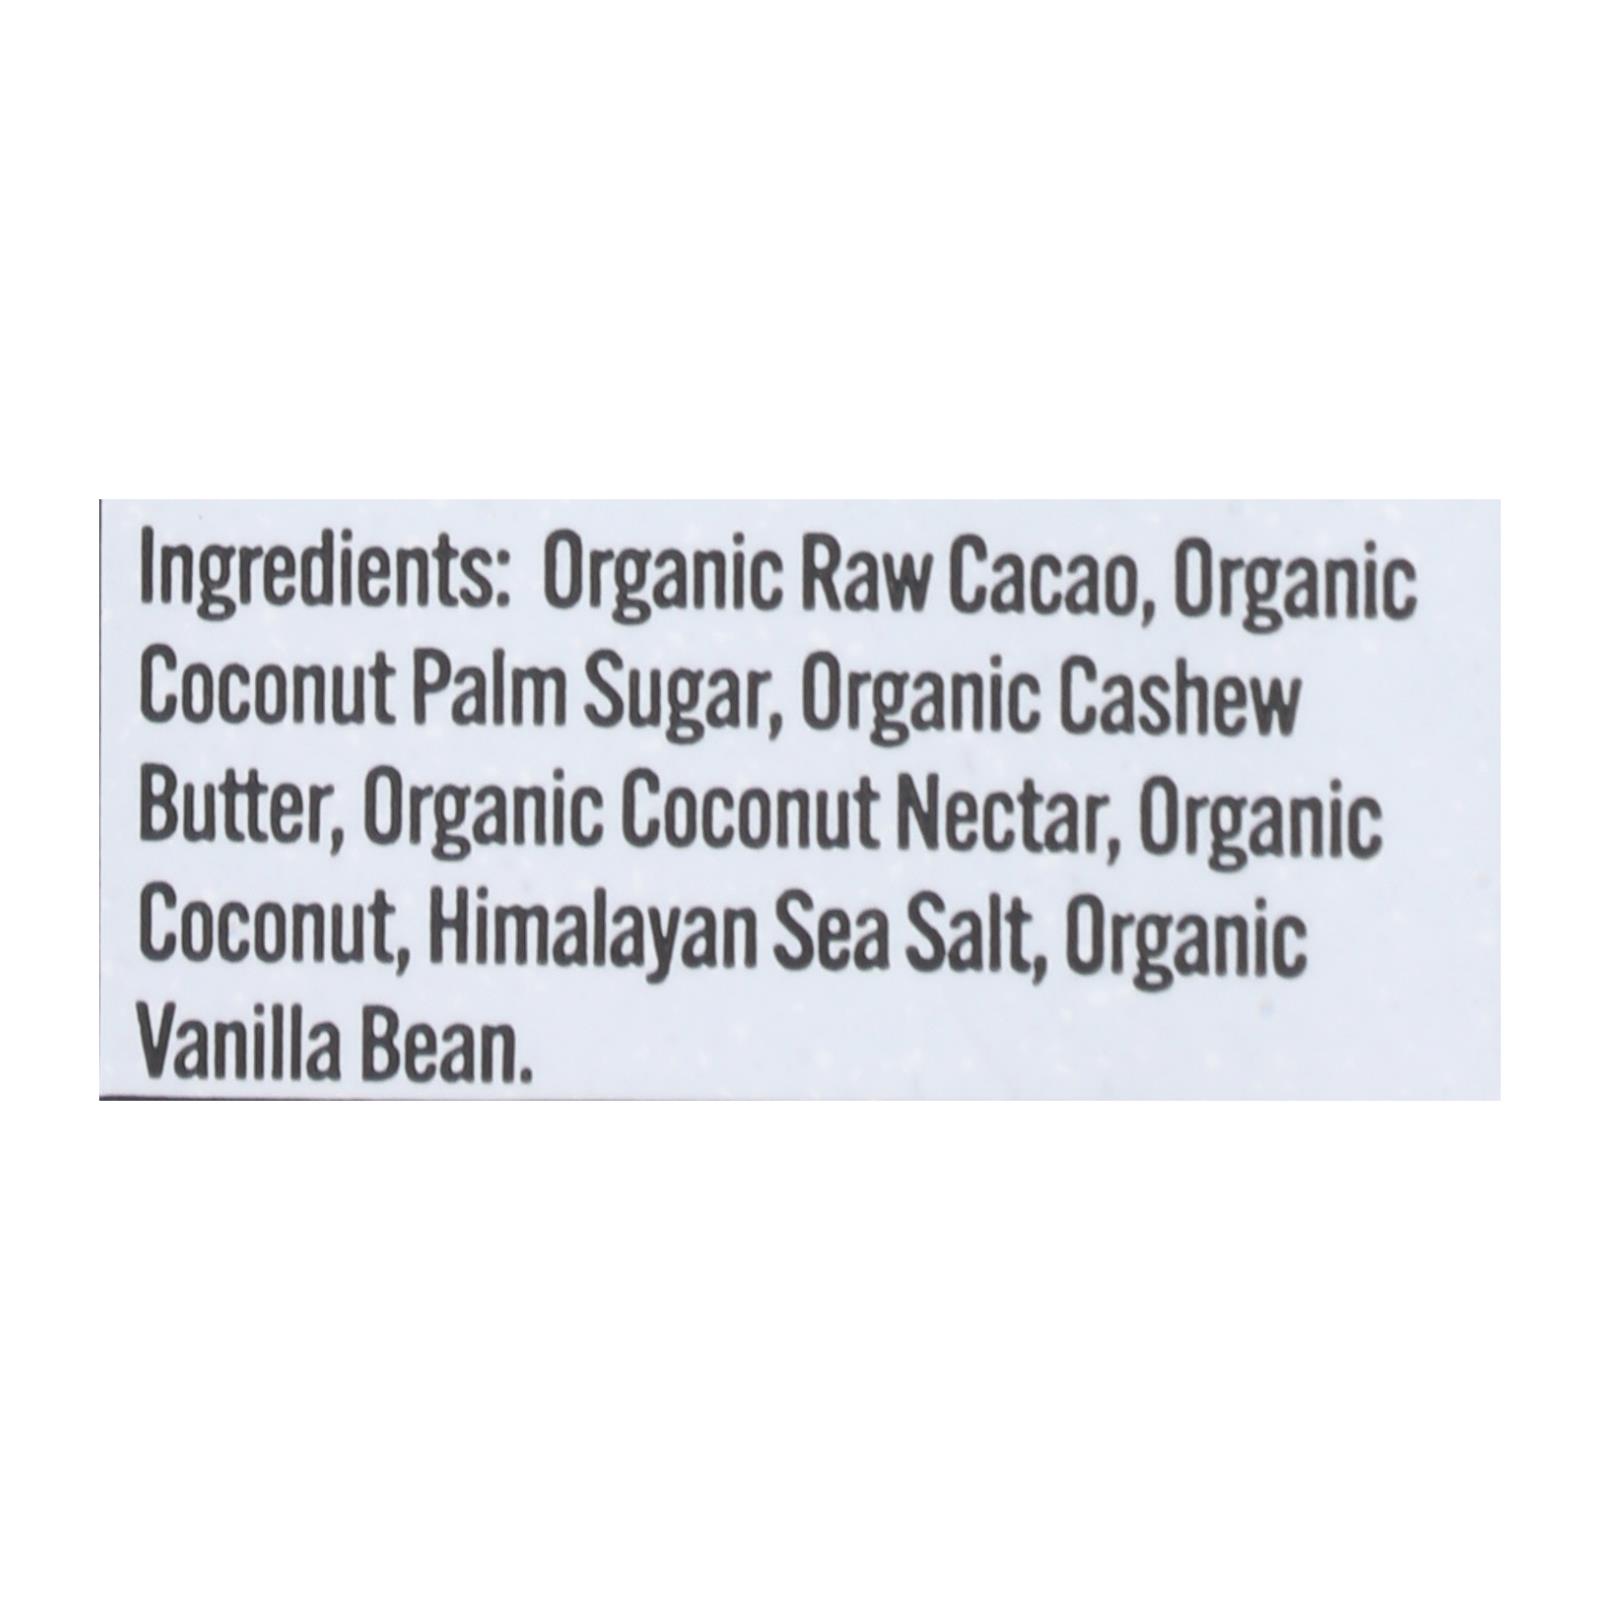 Ingredients: Organic Raw Cacao, Organic
Coconut Palm Sugar, Organic Cashew
Butter, Organic Coconut Nectar, Organic
Coconut, Himalayan Sea Salt, Organic
Vanilla Bean.